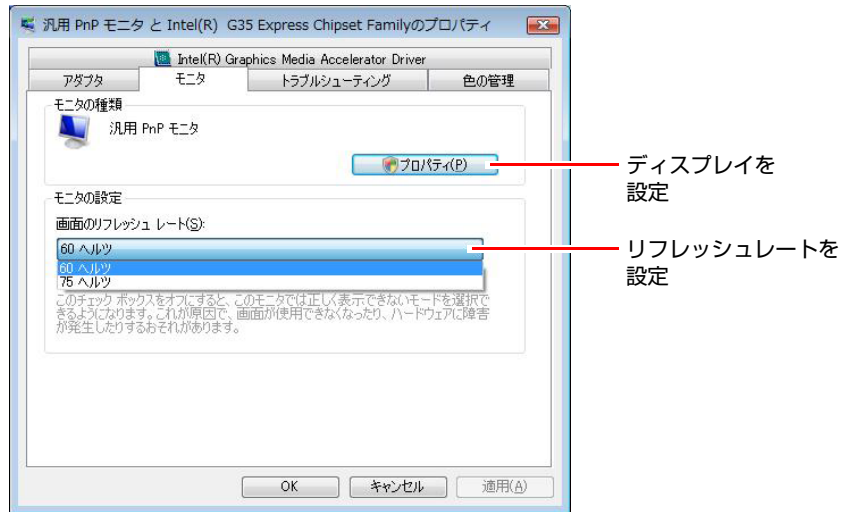 汎用 PnP モニタ と Intel(R) G35 Express Chipset Familyのプロパティ
Intel(R) Graphics Media Accelerator Driver
アダプタ モニタ トラブルシューティング 色の管理
モニタの種類
汎用 PnP モニタ
プロパティ(P)
ディスプレイを
設定
モニタの設定
画面のリフレッシュ レート(S):
60 ヘルツ
リフレッシュレートを
設定
60 ヘルツ
75 ヘルツ
このチェック ボックスをオフにすると、このモニタでは正しく表示できないモードを選択で
きるようになります。これが原因で、画面が使用できなくなったり、ハードウェアに障害
が発生したりするおそれがあります。
OK キャンセル 適用(A)